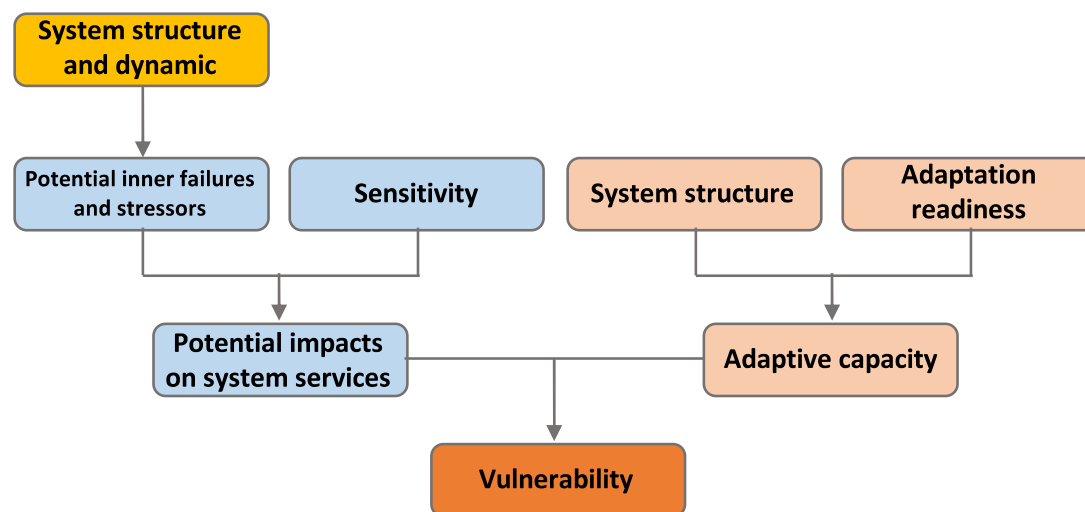 System structure
and dynamic
Potential inner failures
and stressors
Sensitivity
System structure
Adaptation
readiness
Potential impacts
on system services
Adaptive capacity
Vulnerability